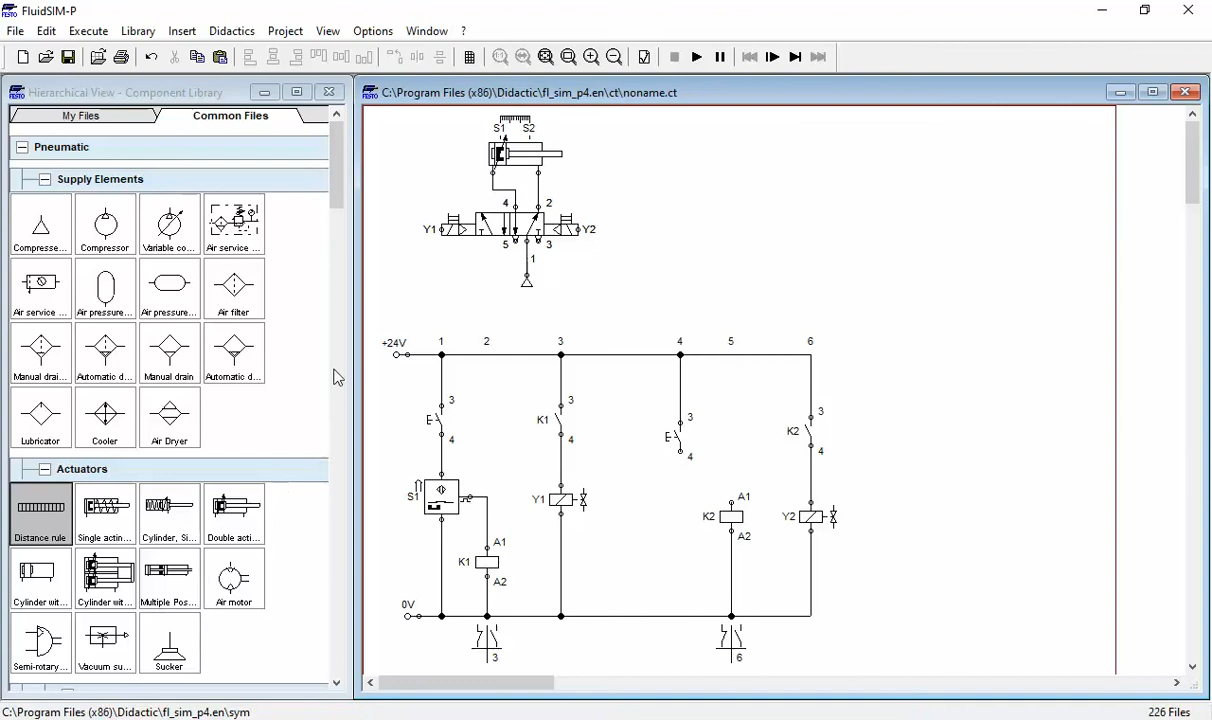 FESTO FluidSIM-P
File Edit Execute Library Insert Didactics Project View Options Window ?
Hierarchical View - Component Library
C:\Program Files (x86)\Didactic\fl_sim_p4.en\ct\noname.ct
My Files Common Files
Pneumatic
Supply Elements
Compresse... Compressor Variable co... Air service ...
Air service ... Air pressure... Air pressure... Air filter
Manual drai... Automatic d... Manual drain Automatic d...
Lubricator Cooler Air Dryer
Actuators
Distance rule Single actin... Cylinder, Si... Double acti...
Cylinder wit... Cylinder wit... Multiple Pos... Air motor
Semi-rotary... Vacuum su... Sucker
S1 S2
4 2
Y1 Y2
5 3
1
+24V 1 2 3 4 5 6
3 3 3 3
K1 K2
4 4 4 4
S1 Y1 A1 K2 Y2
A2
A1
K1
A2
0V
3 6
C:\Program Files (x86)\Didactic\fl_sim_p4.en\sym 226 Files